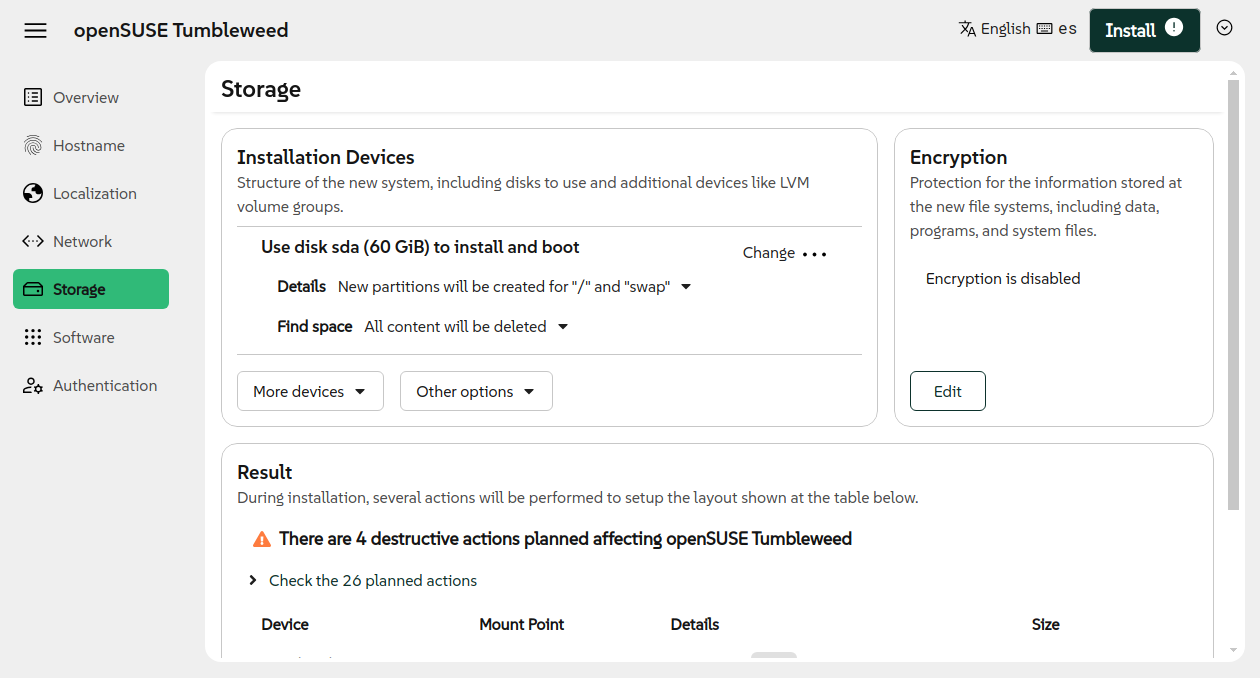 openSUSE Tumbleweed
English es
Install
Overview
Hostname
Localization
Network
Storage
Software
Authentication
Storage
Installation Devices
Structure of the new system, including disks to use and additional devices like LVM
volume groups.
Use disk sda (60 GiB) to install and boot
Change
Details New partitions will be created for "/" and "swap"
Find space All content will be deleted
More devices
Other options
Encryption
Protection for the information stored at
the new file systems, including data,
programs, and system files.
Encryption is disabled
Edit
Result
During installation, several actions will be performed to setup the layout shown at the table below.
There are 4 destructive actions planned affecting openSUSE Tumbleweed
Check the 26 planned actions
Device Mount Point Details Size